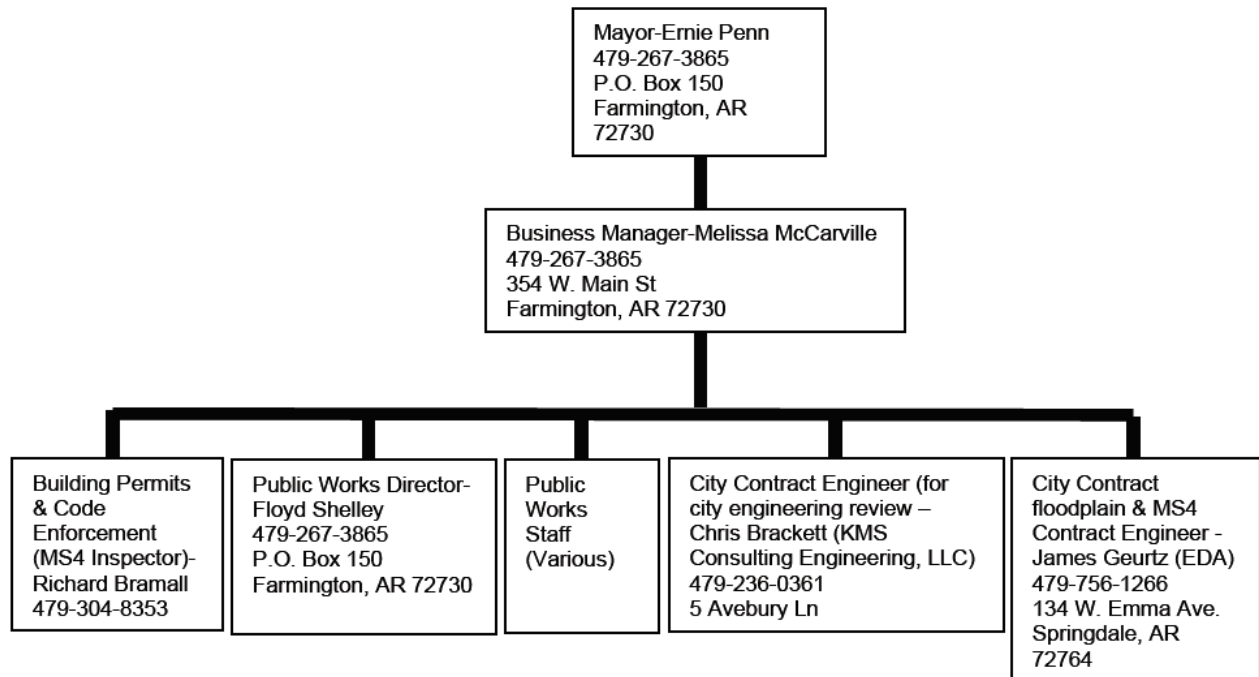 Mayor-Ernie Penn
479-267-3865
P.O. Box 150
Farmington, AR
72730
Business Manager-Melissa McCarville
479-267-3865
354 W. Main St
Farmington, AR 72730
Building Permits
& Code
Enforcement
(MS4 Inspector)-
Richard Bramall
479-304-8353
Public Works Director-
Floyd Shelley
479-267-3865
P.O. Box 150
Farmington, AR 72730
Public
Works
Staff
(Various)
City Contract Engineer (for
city engineering review –
Chris Brackett (KMS
Consulting Engineering, LLC)
479-236-0361
5 Avebury Ln
City Contract
floodplain & MS4
Contract Engineer -
James Geurtz (EDA)
479-756-1266
134 W. Emma Ave.
Springdale, AR
72764